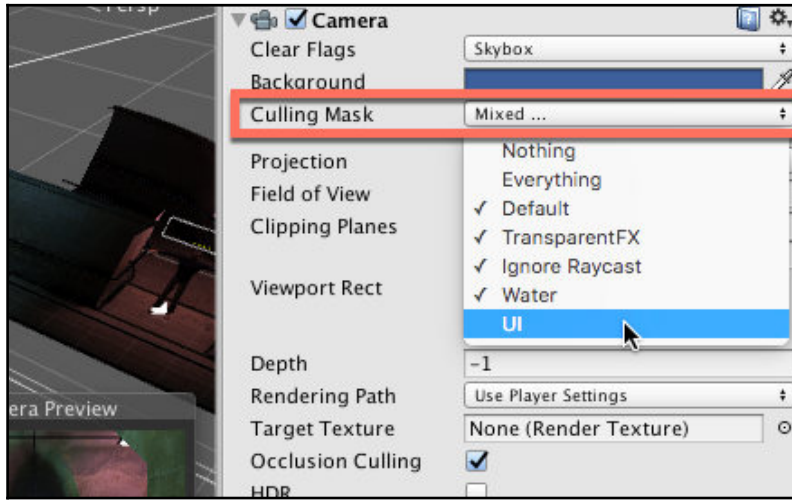 Persp
Camera
Clear Flags Skybox
Background
Culling Mask Mixed ...
Nothing
Everything
Projection
Field of View
✓ Default
Clipping Planes
✓ TransparentFX
✓ Ignore Raycast
Viewport Rect
✓ Water
UI
Depth -1
Rendering Path Use Player Settings
era Preview
Target Texture None (Render Texture)
Occlusion Culling
HDR